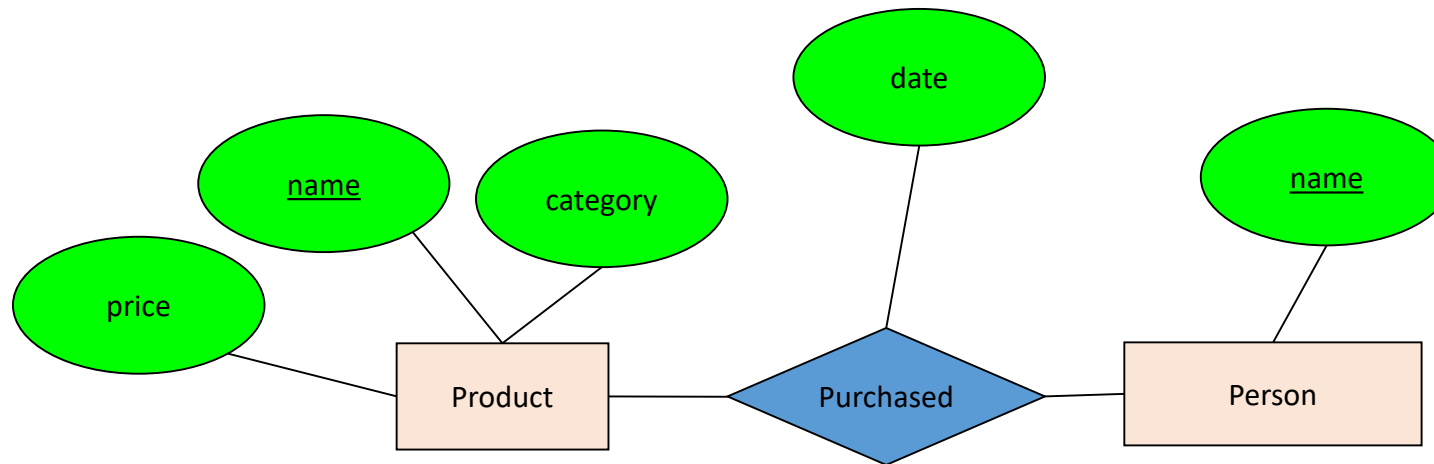 date
name
name
category
price
Product
Purchased
Person